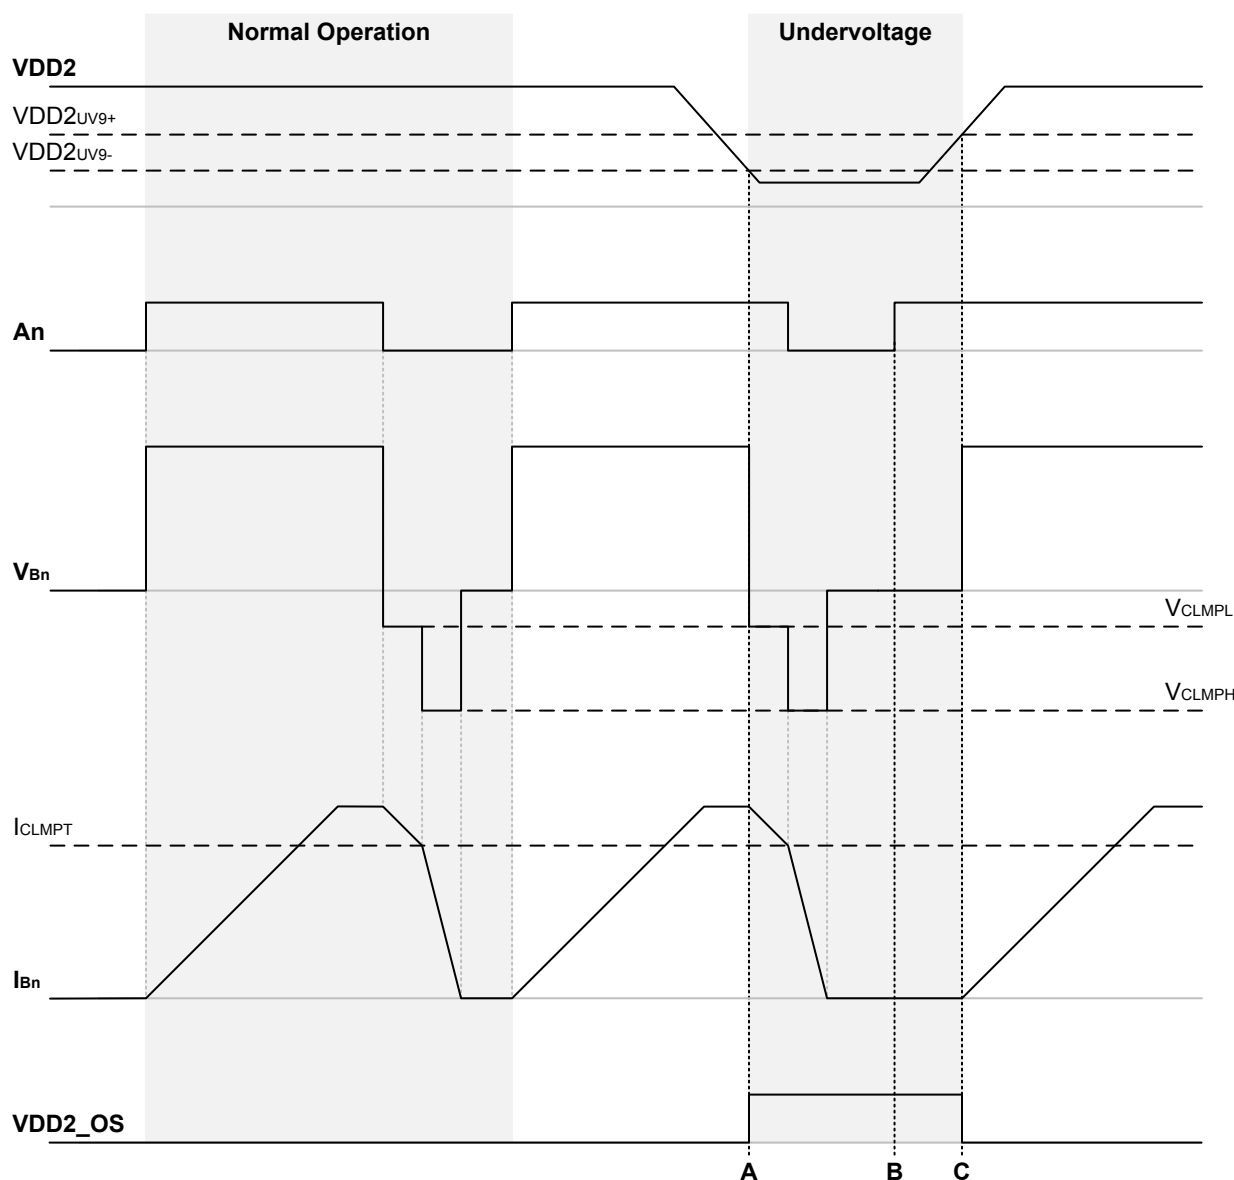 Normal Operation
Undervoltage
VDD2
VDD2UV9+
VDD2UV9-
An
VBn
VCLMPL
VCLMPH
ICLMPT
IBn
VDD2_OS
A B C